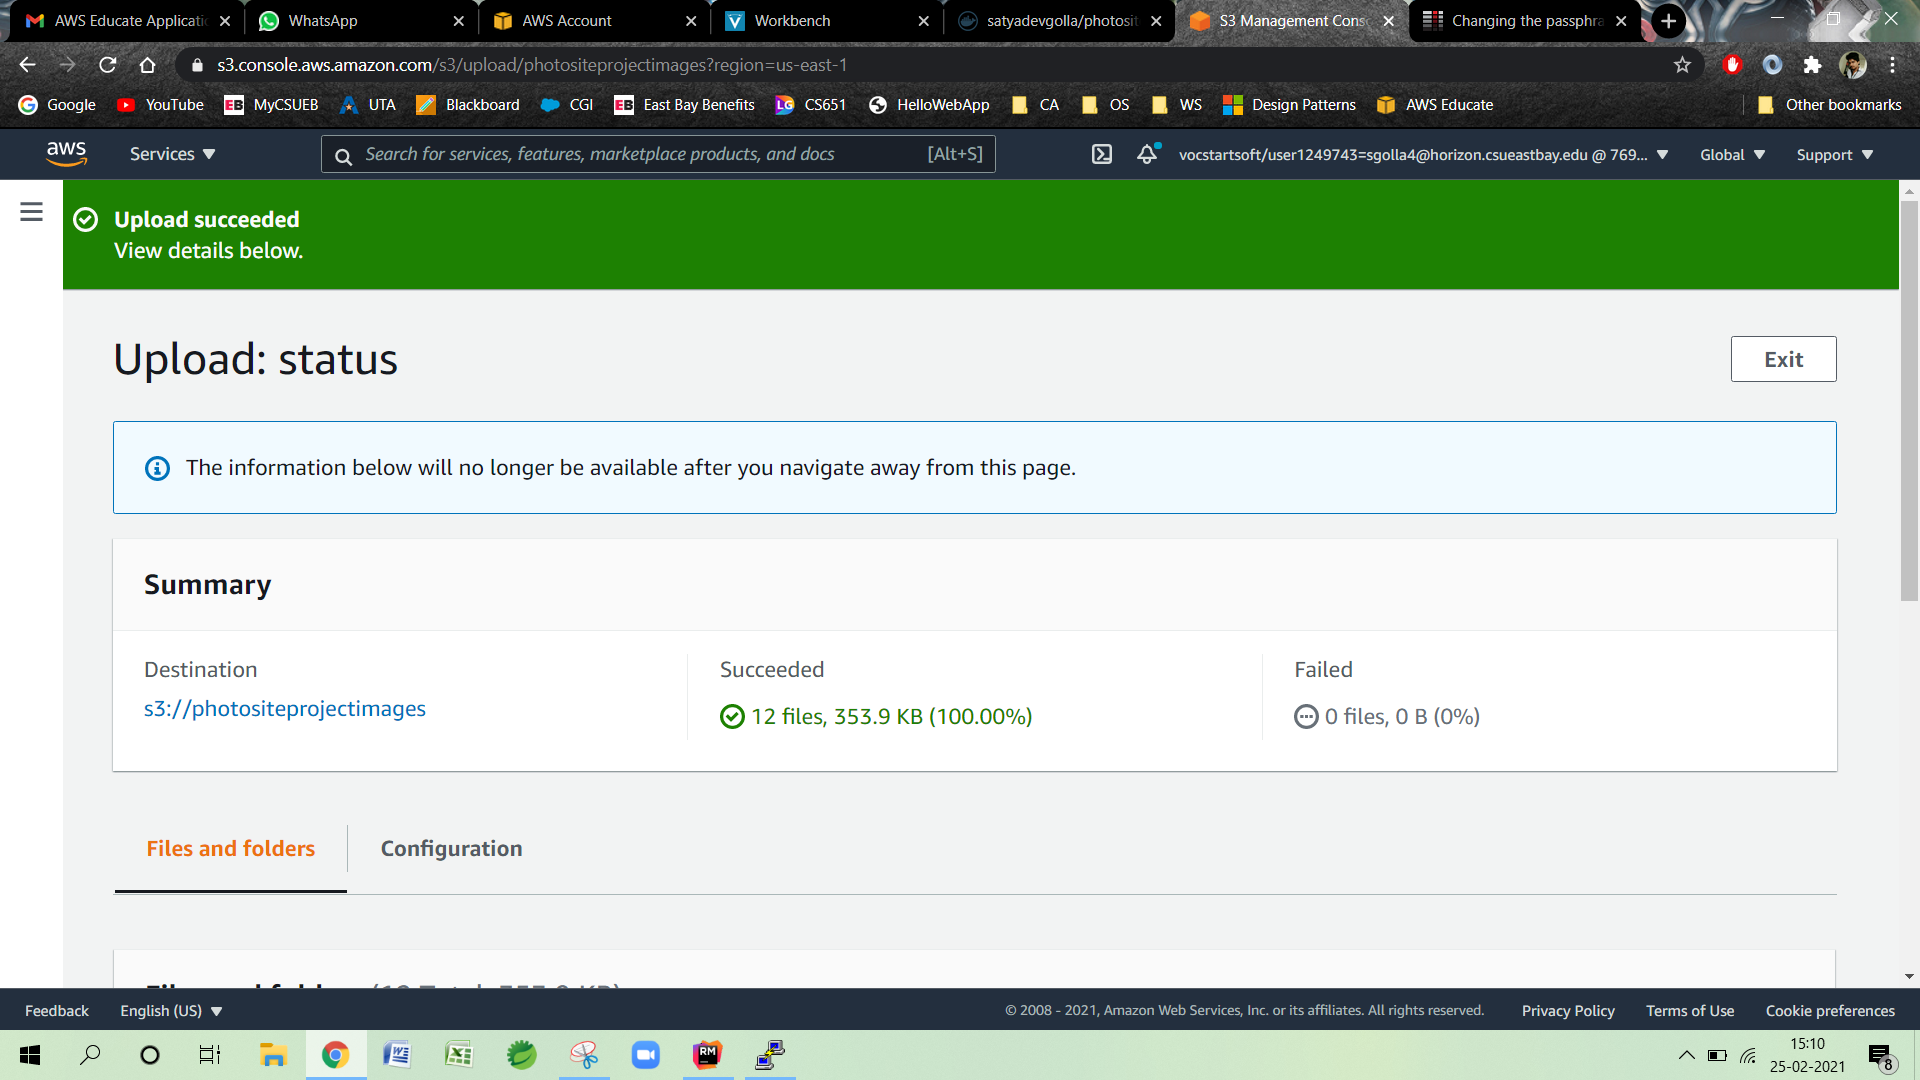 AWS Educate Applicati
WhatsApp
AWS Account
Workbench
satyadevgolla/photosit
S3 Management Cons
Changing the passphra
s3.console.aws.amazon.com/s3/upload/photositeprojectimages?region=us-east-1
Google
YouTube
MyCSUEB
UTA
Blackboard
CGI
East Bay Benefits
CS651
HelloWebApp
CA
OS
WS
Design Patterns
AWS Educate
Other bookmarks
aws
Services
Search for services, features, marketplace products, and docs
[Alt+S]
vocstartsoft/user1249743=sgolla4@horizon.csueastbay.edu @ 769...
Global
Support
Upload succeeded
View details below.
Upload: status
Exit
The information below will no longer be available after you navigate away from this page.
Summary
Destination
s3://photositeprojectimages
Succeeded
12 files, 353.9 KB (100.00%)
Failed
0 files, 0 B (0%)
Files and folders
Configuration
Feedback
English (US)
© 2008 - 2021, Amazon Web Services, Inc. or its affiliates. All rights reserved.
Privacy Policy
Terms of Use
Cookie preferences
15:10
25-02-2021
8